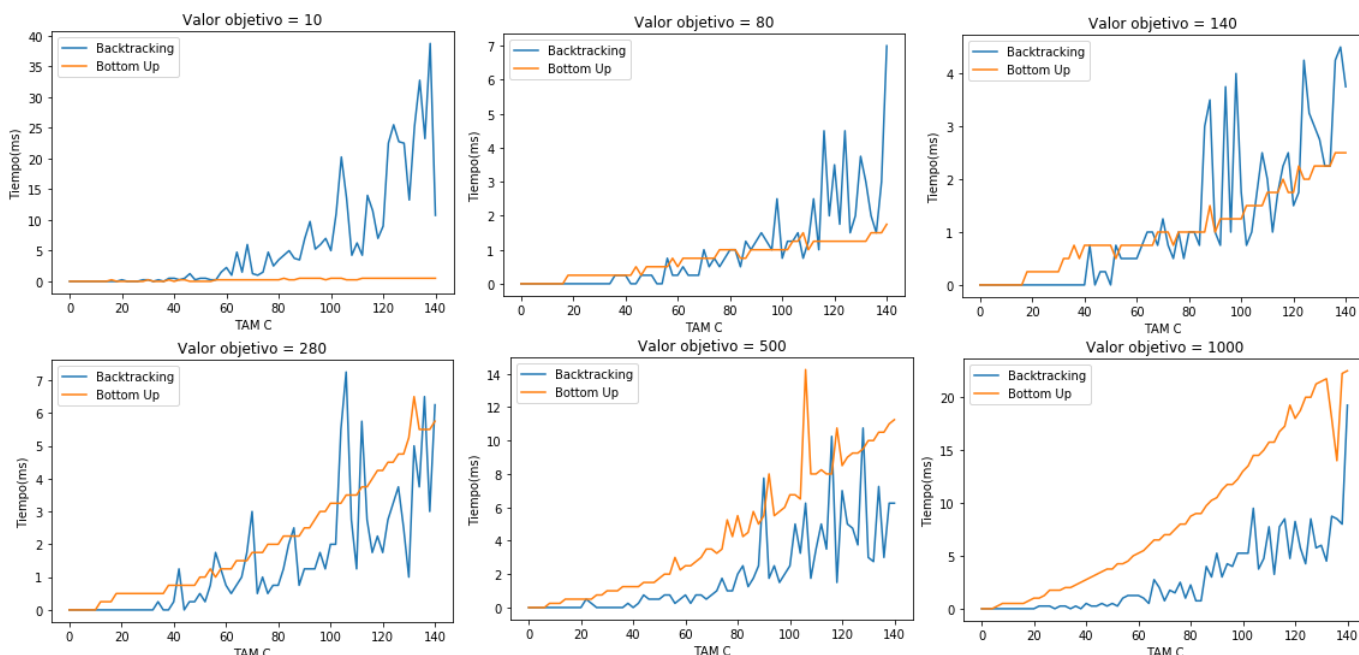 Valor objetivo = 10
Backtracking
Bottom Up
Tiempo(ms)
40
35
30
25
20
15
10
5
0
0 20 40 60 80 100 120 140
TAM C
Valor objetivo = 80
Backtracking
Bottom Up
Tiempo(ms)
7
6
5
4
3
2
1
0
0 20 40 60 80 100 120 140
TAM C
Valor objetivo = 140
Backtracking
Bottom Up
Tiempo(ms)
4
3
2
1
0
0 20 40 60 80 100 120 140
TAM C
Valor objetivo = 280
Backtracking
Bottom Up
Tiempo(ms)
7
6
5
4
3
2
1
0
0 20 40 60 80 100 120 140
TAM C
Valor objetivo = 500
Backtracking
Bottom Up
Tiempo(ms)
14
12
10
8
6
4
2
0
0 20 40 60 80 100 120 140
TAM C
Valor objetivo = 1000
Backtracking
Bottom Up
Tiempo(ms)
20
15
10
5
0
0 20 40 60 80 100 120 140
TAM C